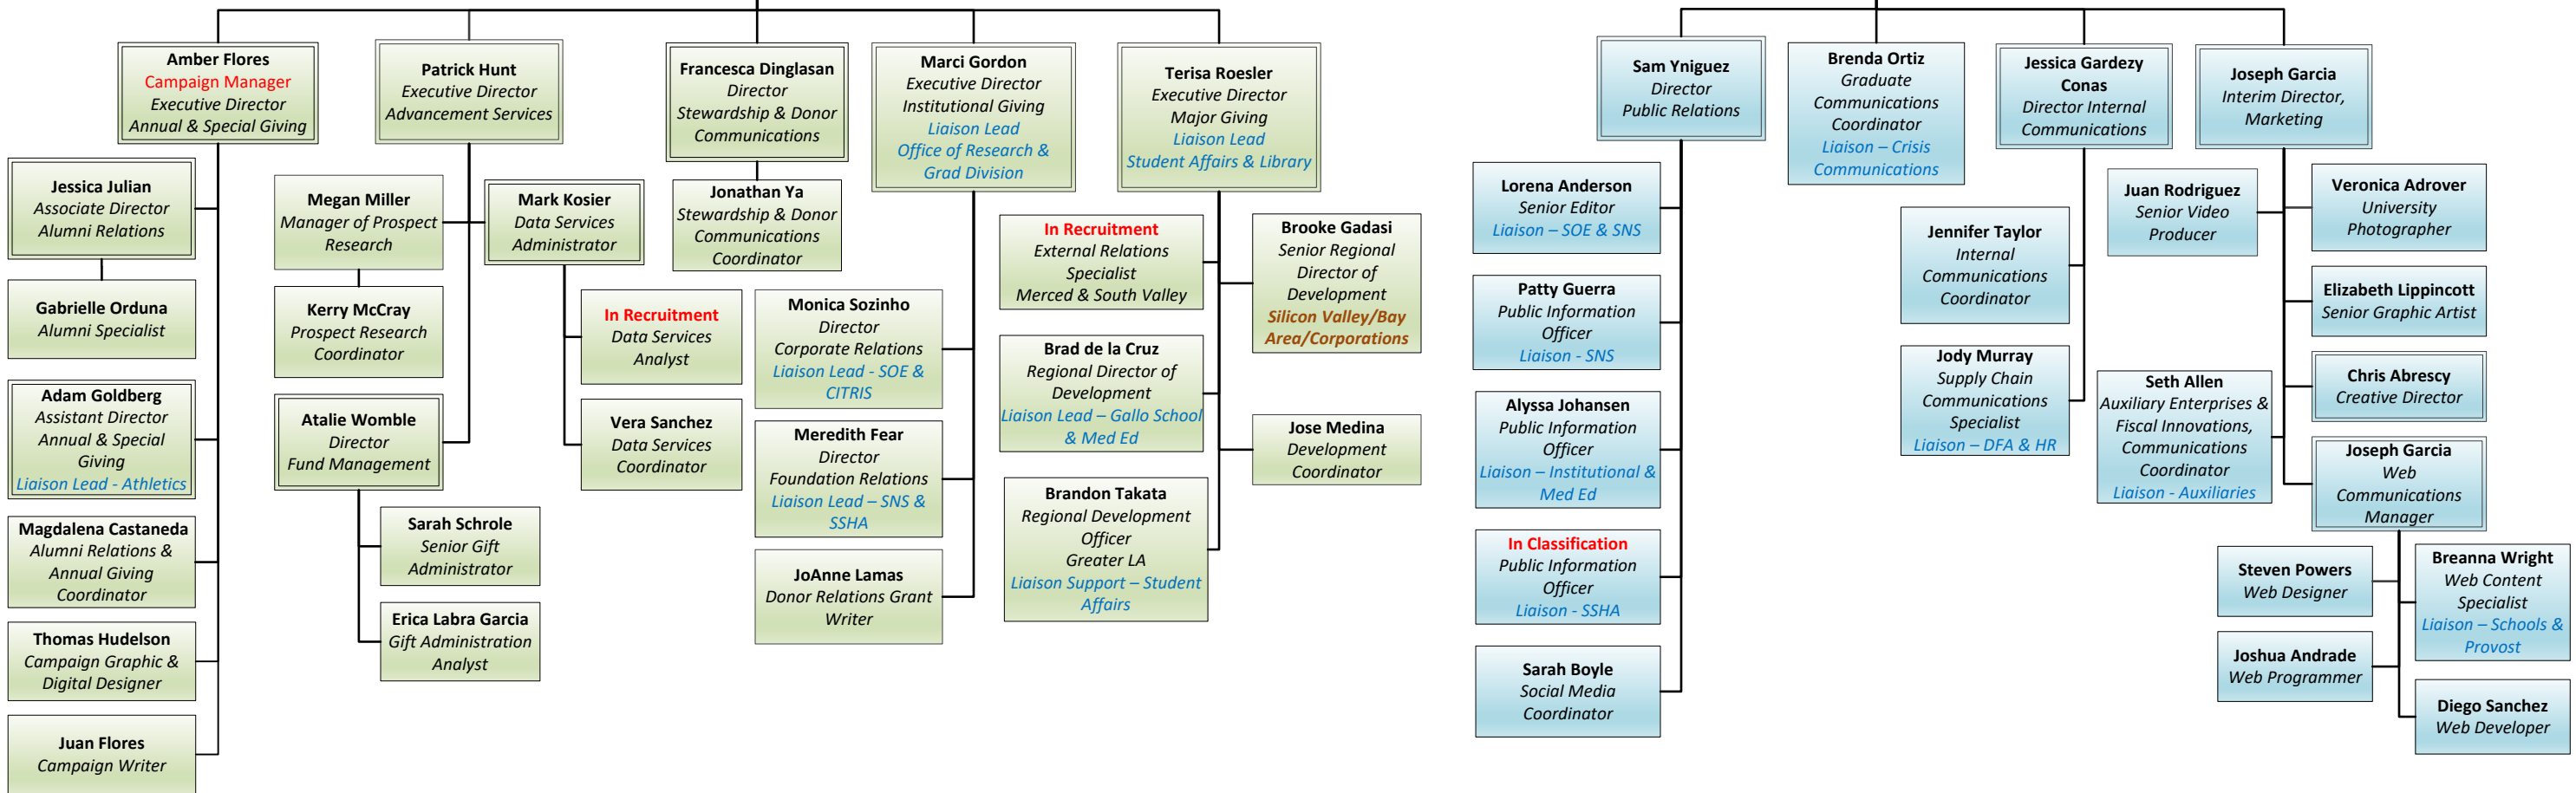 Amber Flores
Campaign Manager
Executive Director
Annual & Special Giving
Jessica Julian
Associate Director
Alumni Relations
Gabrielle Orduna
Alumni Specialist
Adam Goldberg
Assistant Director
Annual & Special
Giving
Liaison Lead - Athletics
Magdalena Castaneda
Alumni Relations &
Annual Giving
Coordinator
Thomas Hudelson
Campaign Graphic &
Digital Designer
Juan Flores
Campaign Writer
Patrick Hunt
Executive Director
Advancement Services
Megan Miller
Manager of Prospect
Research
Kerry McCray
Prospect Research
Coordinator
Atalie Womble
Director
Fund Management
Sarah Schrole
Senior Gift
Administrator
Erica Labra Garcia
Gift Administration
Analyst
Mark Kosier
Data Services
Administrator
In Recruitment
Data Services
Analyst
Vera Sanchez
Data Services
Coordinator
Francesca Dinglasan
Director
Stewardship & Donor
Communications
Jonathan Ya
Stewardship & Donor
Communications
Coordinator
Marci Gordon
Executive Director
Institutional Giving
Liaison Lead
Office of Research &
Grad Division
Monica Sozinho
Director
Corporate Relations
Liaison Lead - SOE &
CITRIS
Meredith Fear
Director
Foundation Relations
Liaison Lead – SNS &
SSHA
JoAnne Lamas
Donor Relations Grant
Writer
Terisa Roesler
Executive Director
Major Giving
Liaison Lead
Student Affairs & Library
In Recruitment
External Relations
Specialist
Merced & South Valley
Brad de la Cruz
Regional Director of
Development
Liaison Lead – Gallo School
& Med Ed
Brandon Takata
Regional Development
Officer
Greater LA
Liaison Support – Student
Affairs
Brooke Gadasi
Senior Regional
Director of
Development
Silicon Valley/Bay
Area/Corporations
Jose Medina
Development
Coordinator
Sam Yniguez
Director
Public Relations
Lorena Anderson
Senior Editor
Liaison – SOE & SNS
Patty Guerra
Public Information
Officer
Liaison - SNS
Alyssa Johansen
Public Information
Officer
Liaison – Institutional &
Med Ed
In Classification
Public Information
Officer
Liaison - SSHA
Sarah Boyle
Social Media
Coordinator
Brenda Ortiz
Graduate
Communications
Coordinator
Liaison – Crisis
Communications
Jessica Gardezy
Conas
Director Internal
Communications
Jennifer Taylor
Internal
Communications
Coordinator
Jody Murray
Supply Chain
Communications
Specialist
Liaison – DFA & HR
Joseph Garcia
Interim Director,
Marketing
Juan Rodriguez
Senior Video
Producer
Seth Allen
Auxiliary Enterprises &
Fiscal Innovations,
Communications
Coordinator
Liaison - Auxiliaries
Veronica Adrover
University
Photographer
Elizabeth Lippincott
Senior Graphic Artist
Chris Abrescy
Creative Director
Joseph Garcia
Web
Communications
Manager
Steven Powers
Web Designer
Joshua Andrade
Web Programmer
Breanna Wright
Web Content
Specialist
Liaison – Schools &
Provost
Diego Sanchez
Web Developer